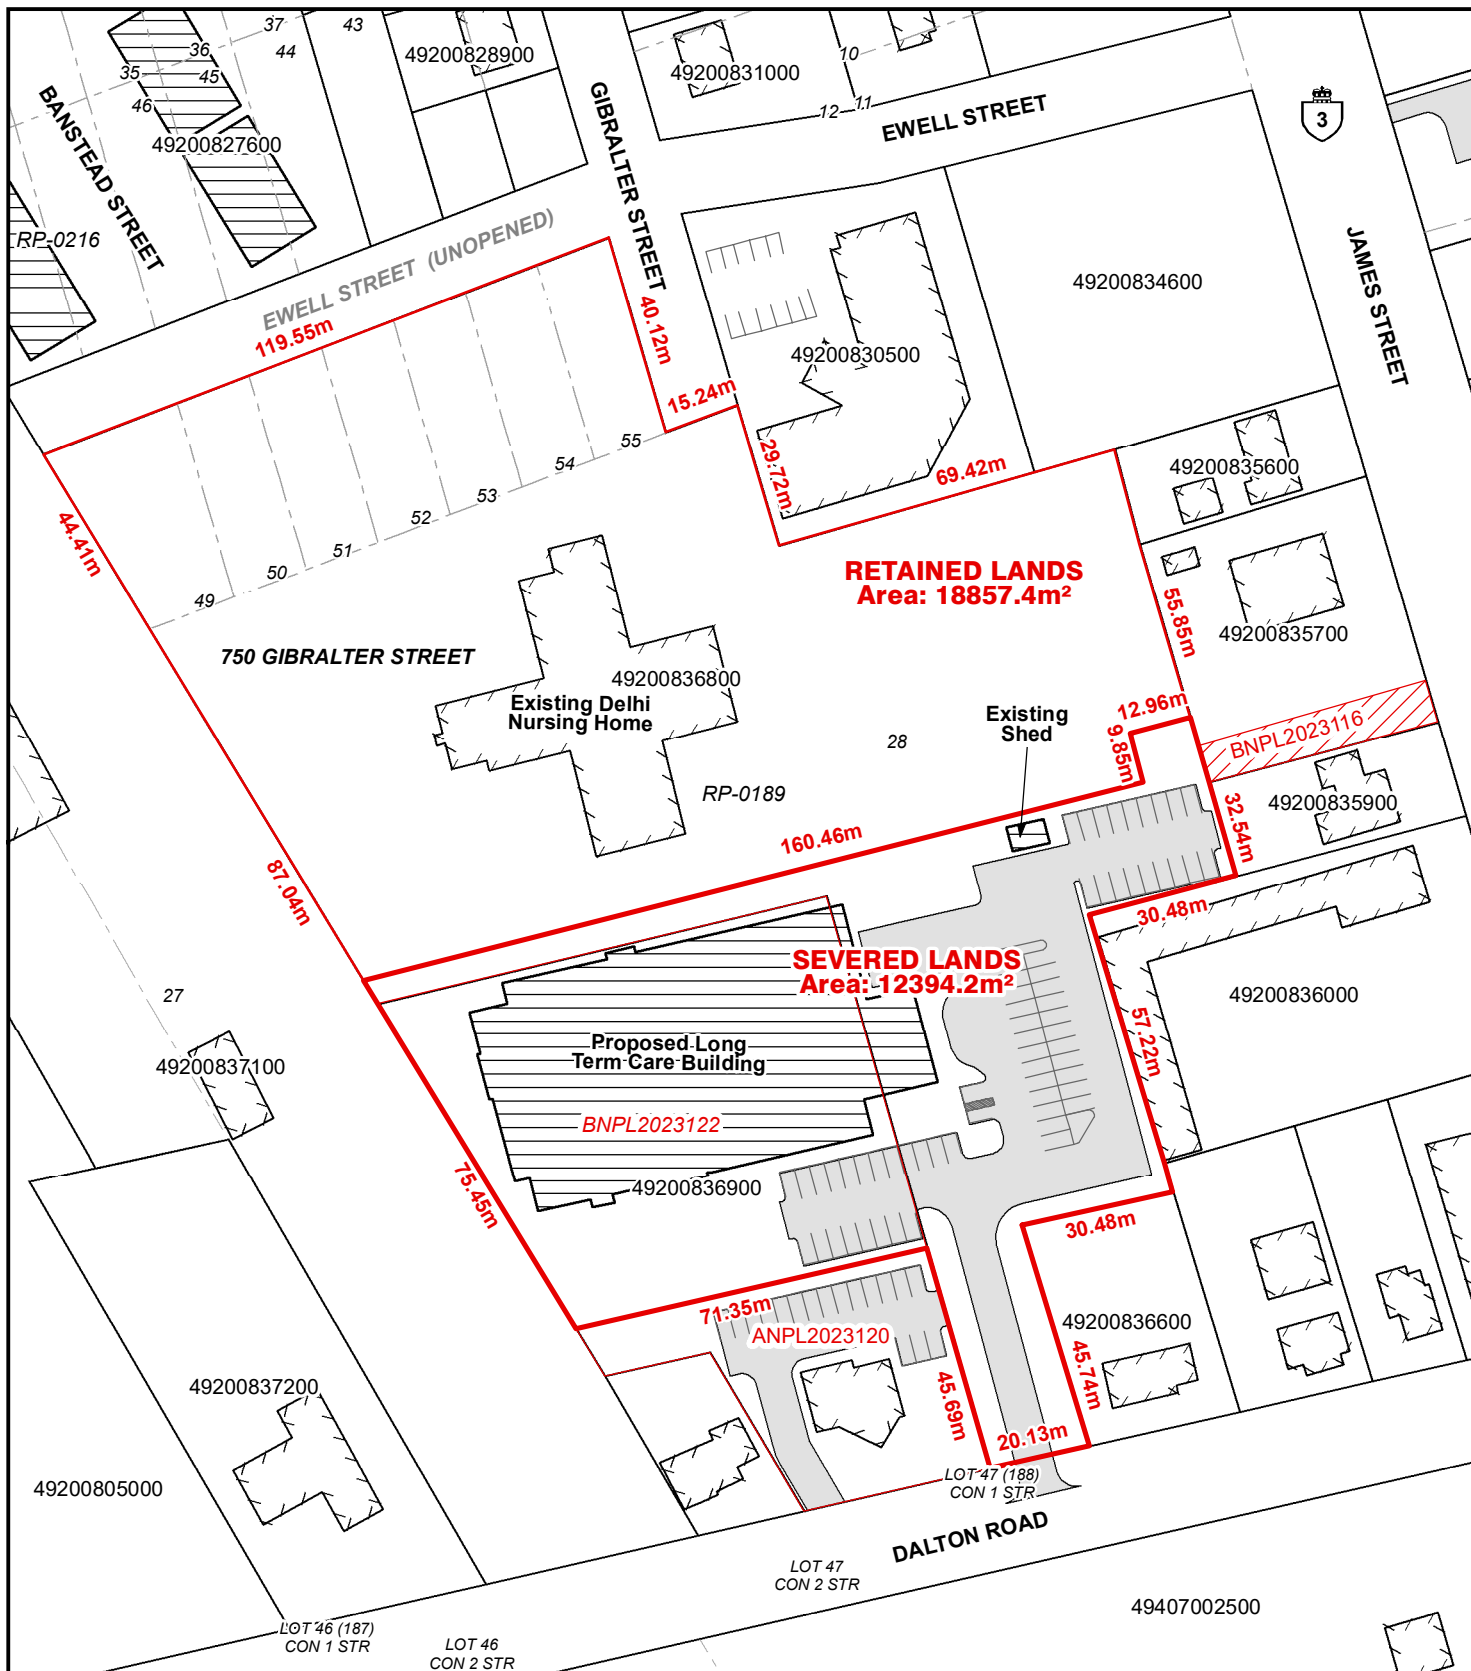 37
43
36
44
35
45
46
49200828900
10
49200831000
12
11
EWELL STREET
3
BANSTEAD STREET
49200827600
GIBRALTER STREET
RP-0216
EWELL STREET (UNOPENED)
119.55m
40.12m
49200834600
JAMES STREET
49200830500
15.24m
29.72m
69.42m
55
54
53
52
51
50
49
49200835600
44.41m
RETAINED LANDS
Area: 18857.4m²
55.85m
49200835700
750 GIBRALTER STREET
49200836800
Existing Delhi
Nursing Home
Existing
Shed
28
12.96m
9.85m
BNPL2023116
RP-0189
32.54m
49200835900
160.46m
87.04m
30.48m
SEVERED LANDS
Area: 12394.2m²
27
49200836000
57.22m
Proposed Long
Term Care Building
49200837100
BNPL2023122
75.45m
49200836900
30.48m
71.35m
ANPL2023120
49200836600
45.74m
45.69m
49200837200
20.13m
LOT 47 (188)
CON 1 STR
49200805000
DALTON ROAD
LOT 47
CON 2 STR
49407002500
LOT 46 (187)
CON 1 STR
LOT 46
CON 2 STR